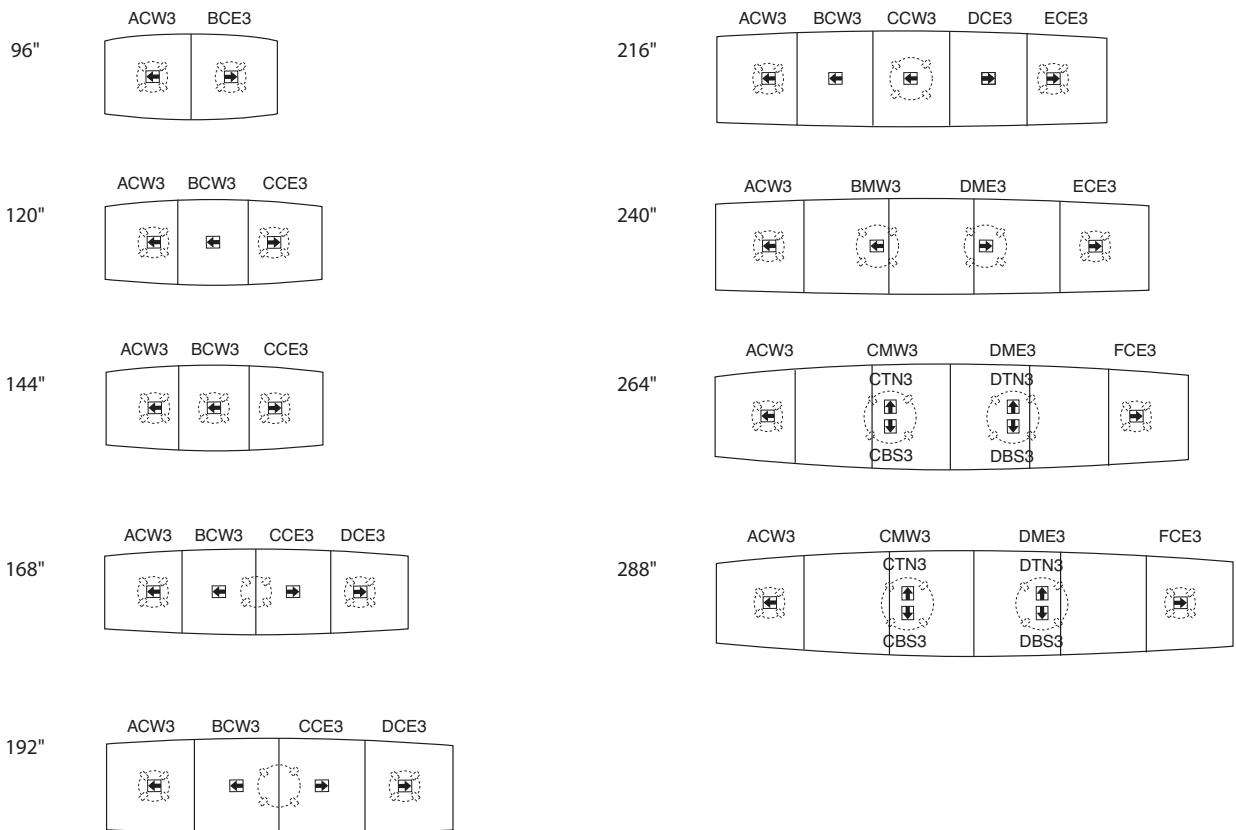 ACW3 BCE3
96"
ACW3 BCW3 CCE3
120"
ACW3 BCW3 CCE3
144"
ACW3 BCW3 CCE3 DCE3
168"
ACW3 BCW3 CCE3 DCE3
192"
ACW3 BCW3 CCW3 DCE3 ECE3
216"
ACW3 BMW3 DME3 ECE3
240"
ACW3 CMW3 DME3 FCE3
264"
CTN3 DTN3
CBS3 DBS3
ACW3 CMW3 DME3 FCE3
288"
CTN3 DTN3
CBS3 DBS3